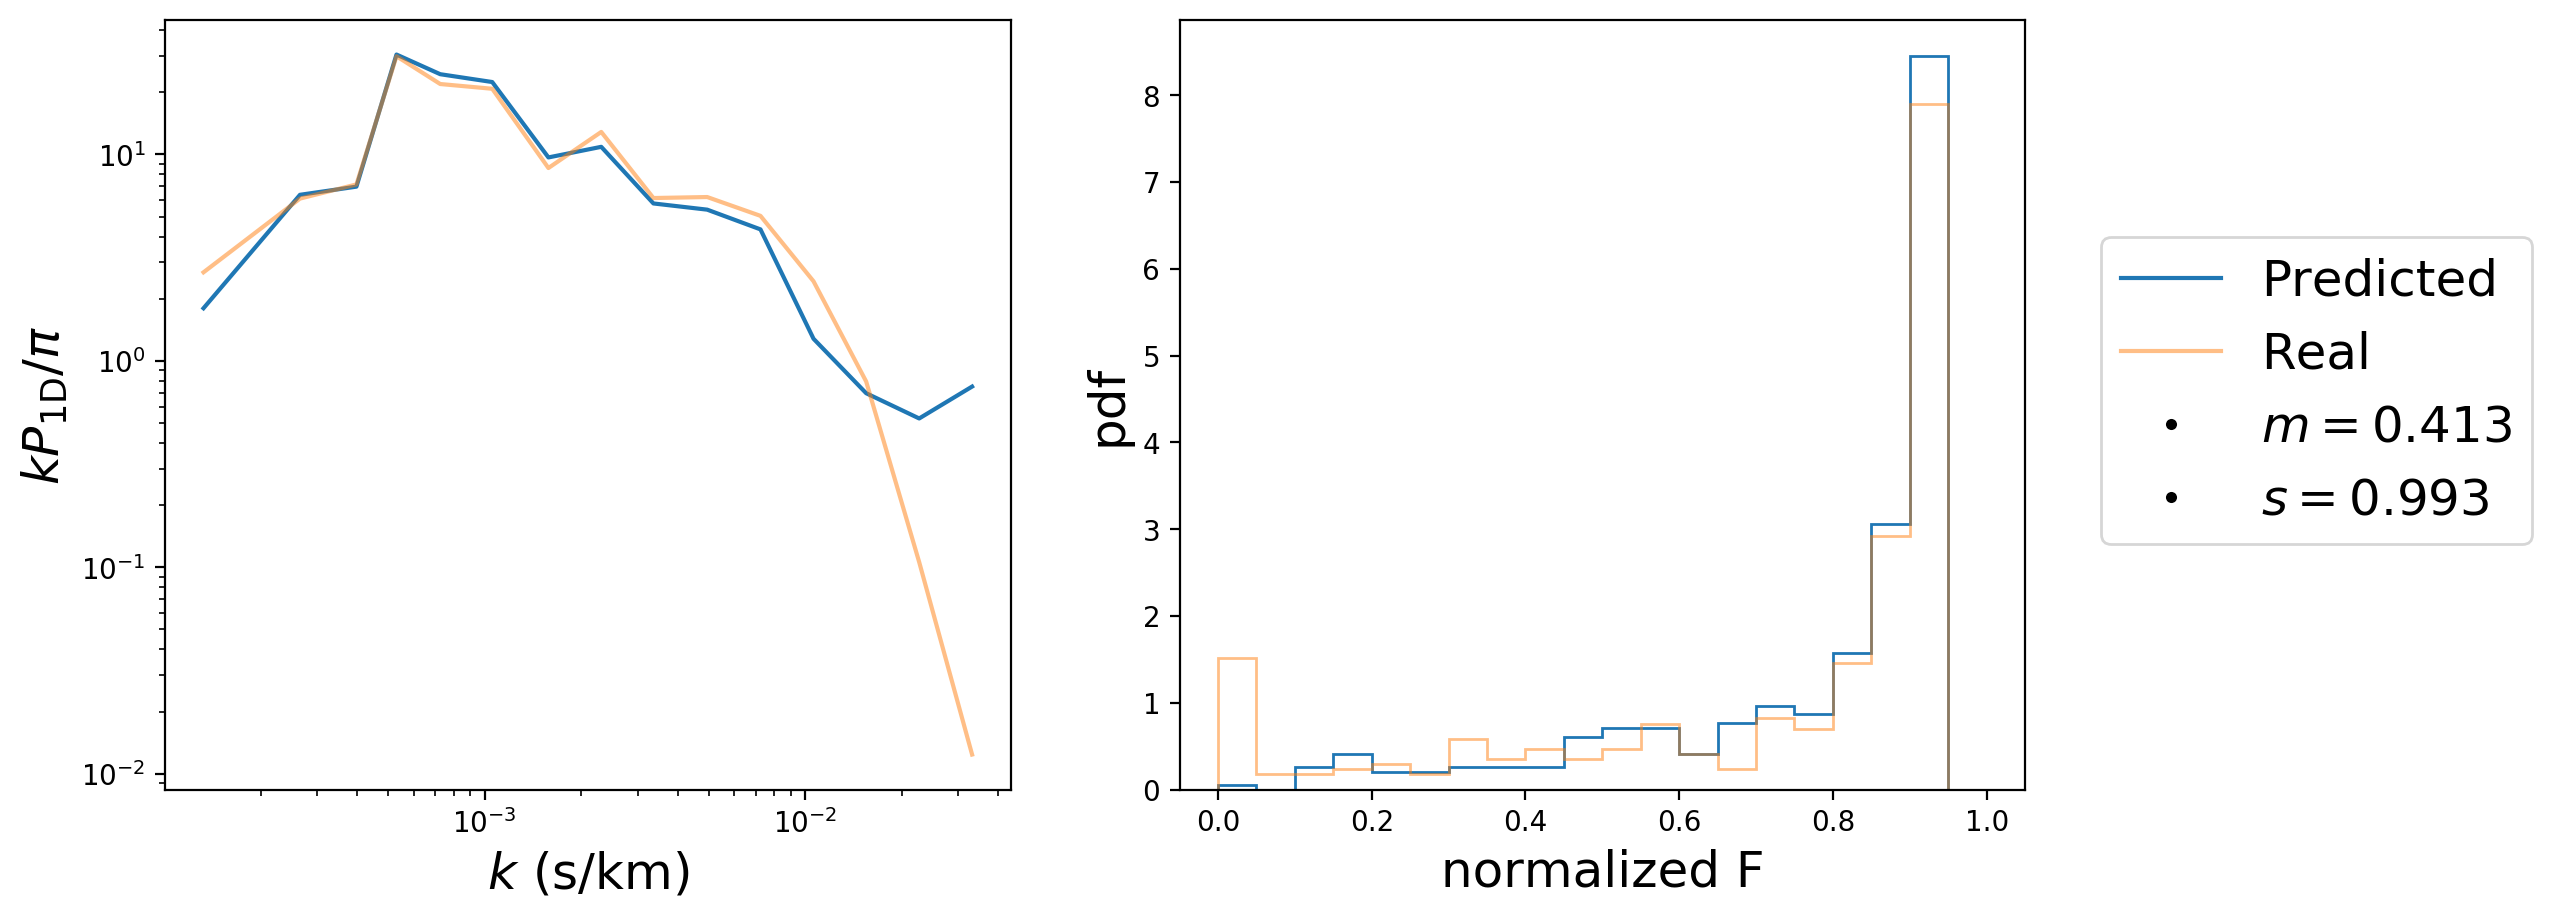 kP₁D/π
10¹
10⁰
10⁻¹
10⁻²
10⁻³
10⁻²
k (s/km)
pdf
8
7
6
5
4
3
2
1
0
0.0
0.2
0.4
0.6
0.8
1.0
normalized F
Predicted
Real
m = 0.413
s = 0.993